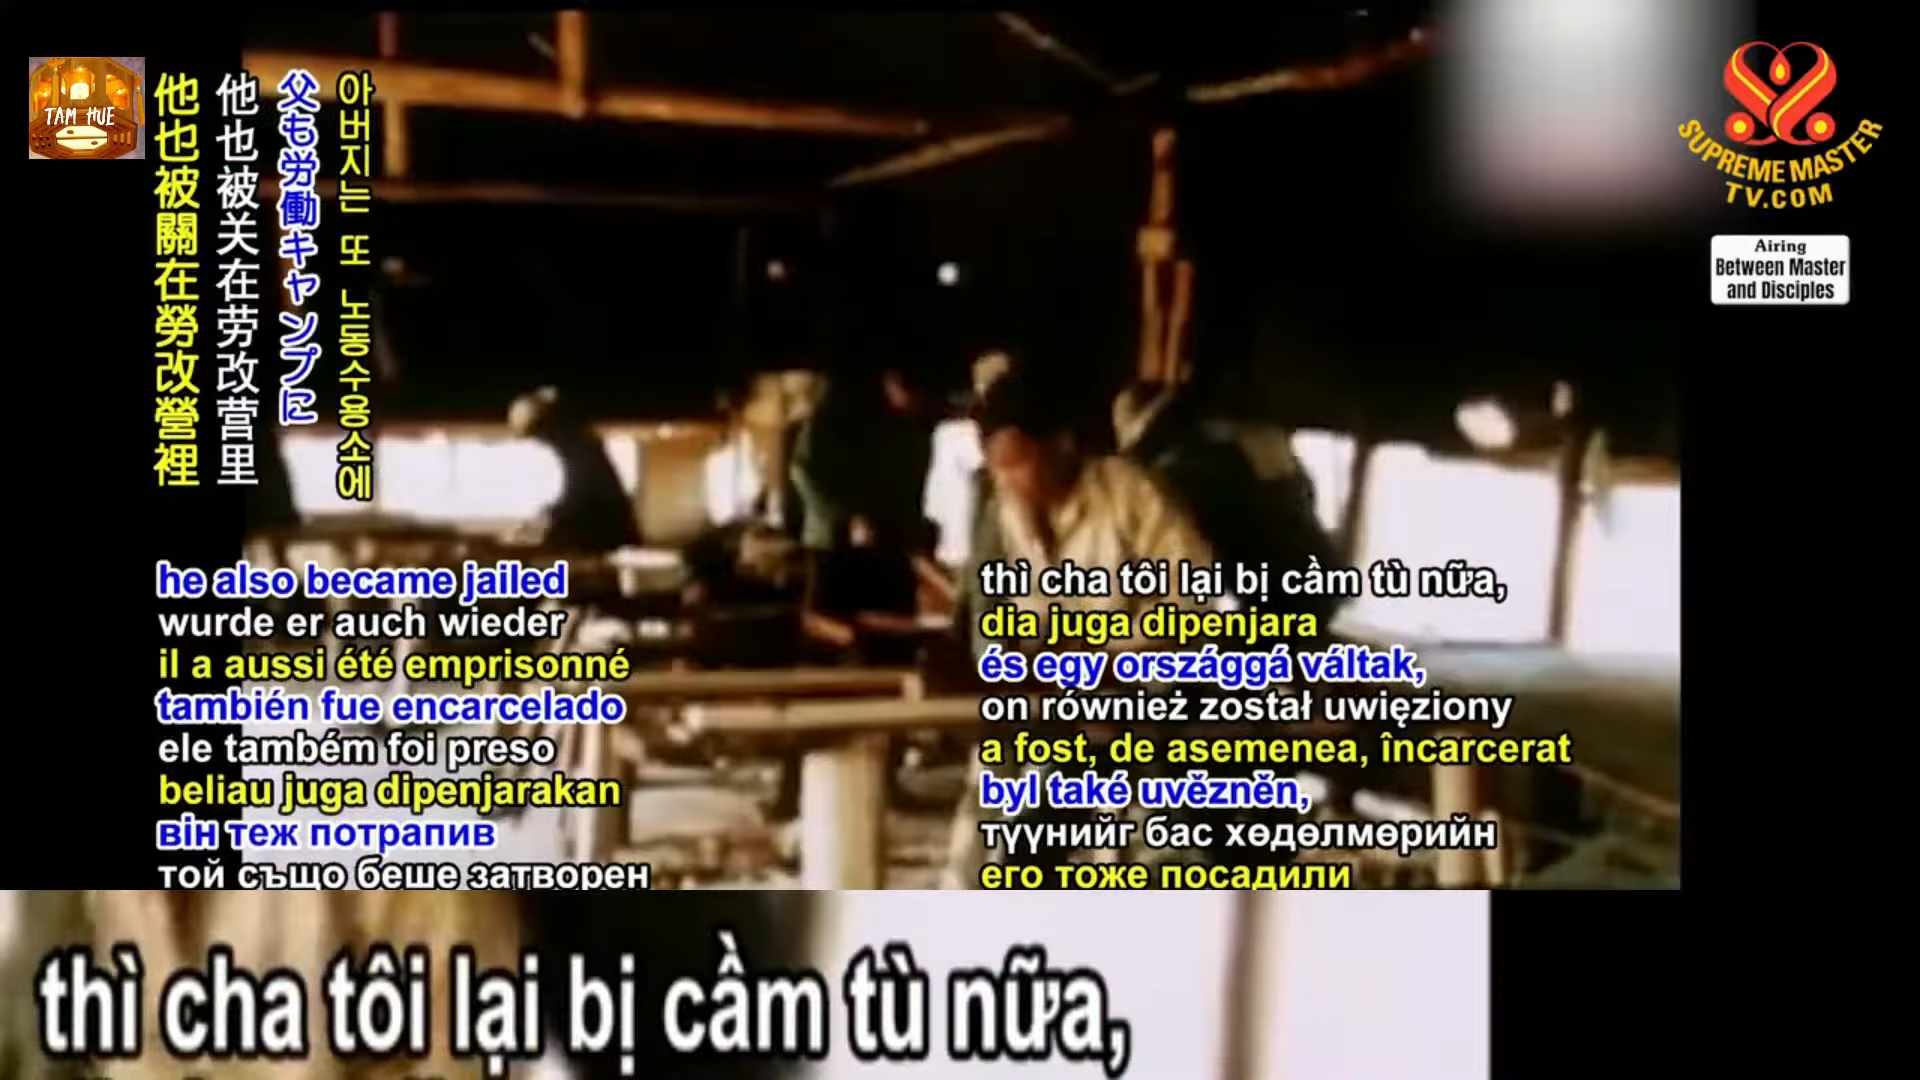 TAM HUE
他也被關在勞改營裡
他也被关在劳改营里
父も労働キャンプに
아버지는 또 노동수용소에
SUPREME MASTER
TV.COM
Airing
Between Master
and Disciples
he also became jailed
wurde er auch wieder
il a aussi été emprisonné
también fue encarcelado
ele também foi preso
beliau juga dipenjarakan
він теж потрапив
той също беше затворен
thì cha tôi lại bị cầm tù nữa,
dia juga dipenjara
és egy országgá váltak,
on również został uwięziony
a fost, de asemenea, încarcerat
byl také uvězněn,
түүнийг бас хөдөлмөрийн
его тоже посадили
thì cha tôi lại bị cầm tù nữa,